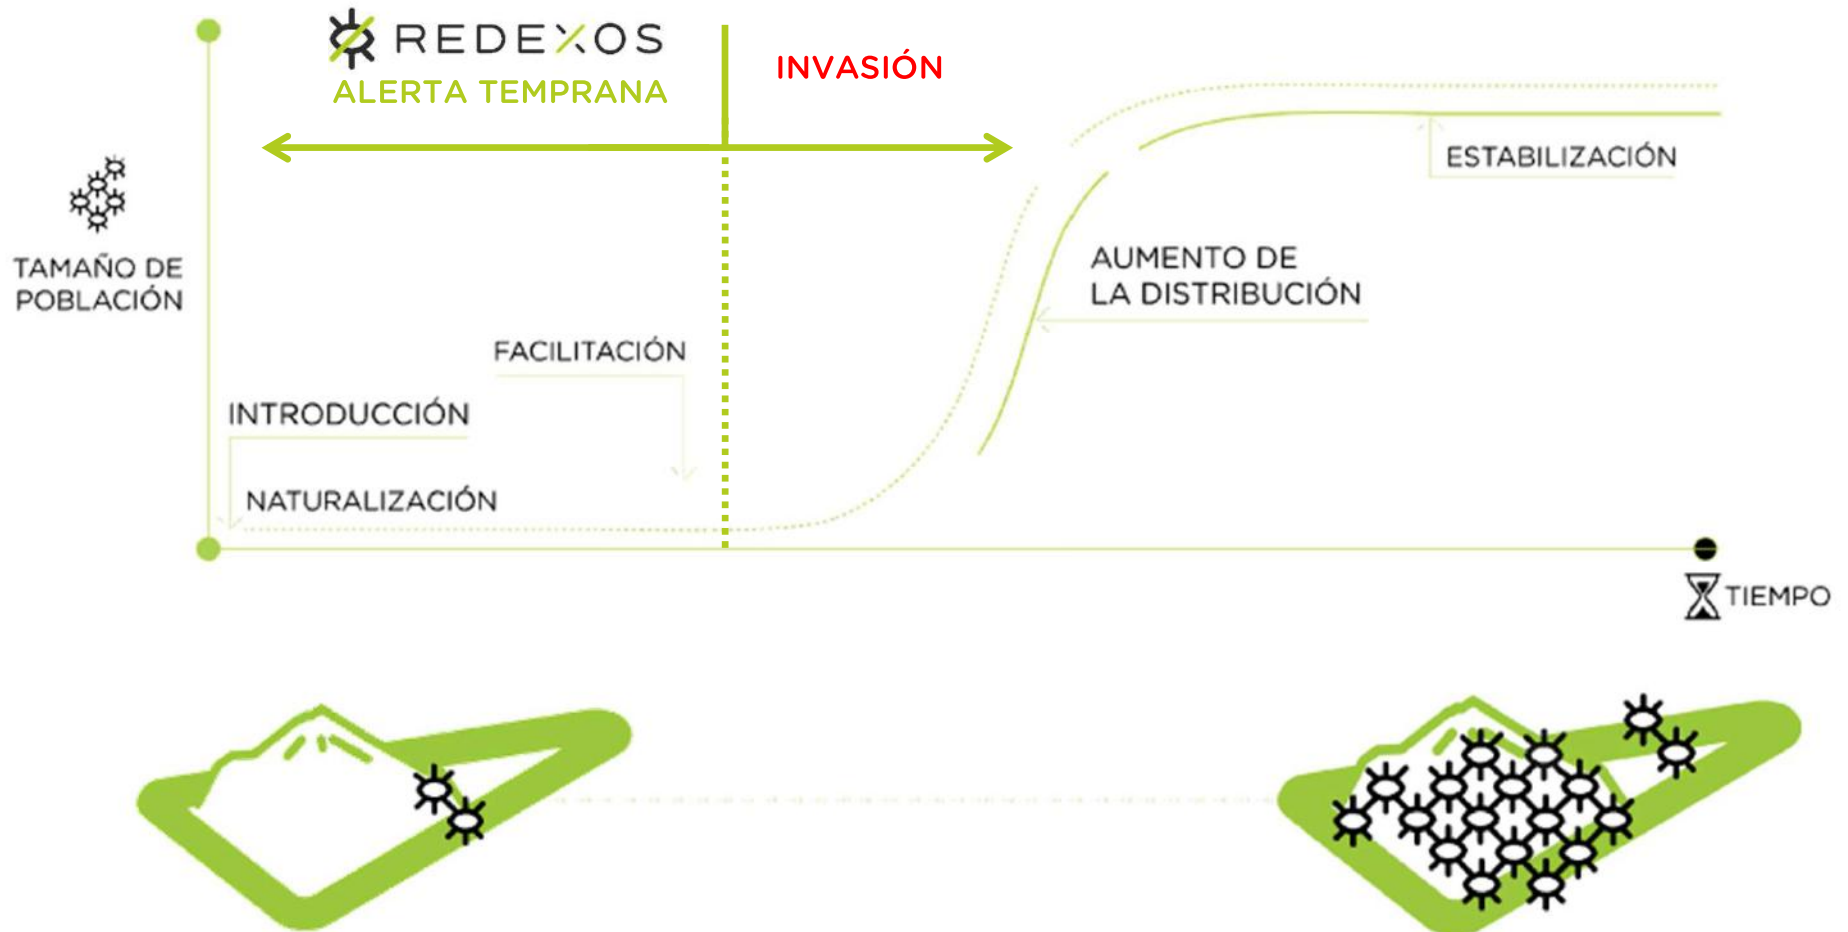 REDEXOS
ALERTA TEMPRANA
INVASIÓN
ESTABILIZACIÓN
TAMAÑO DE
POBLACIÓN
AUMENTO DE
LA DISTRIBUCIÓN
FACILITACIÓN
INTRODUCCIÓN
NATURALIZACIÓN
TIEMPO